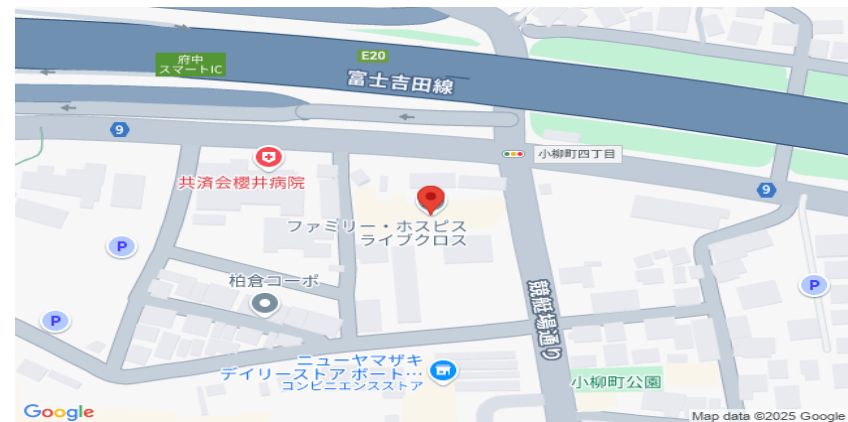 府中
スマートIC
E20
富士吉田線
9
小柳町四丁目
共済会櫻井病院
9
ファミリー・ホスピス
ライブクロス
P
柏倉コーポ
P
P
競艇場通り
ニューヤマザキ
デイリーストア ポート…
コンビニエンスストア
小柳町公園
Google
Map data ©2025 Google